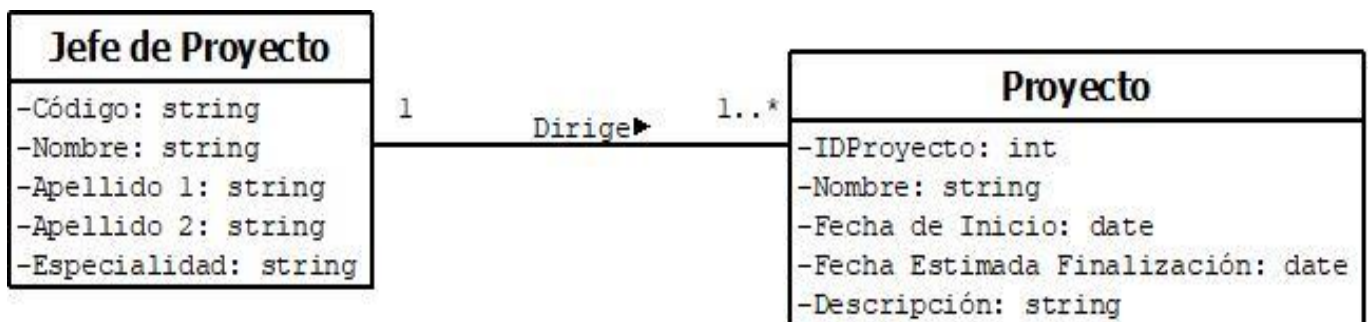 Jefe de Proyecto
-Código: string
-Nombre: string
-Apellido 1: string
-Apellido 2: string
-Especialidad: string
1
Dirige▶
1..*
Proyecto
-IDProyecto: int
-Nombre: string
-Fecha de Inicio: date
-Fecha Estimada Finalización: date
-Descripción: string